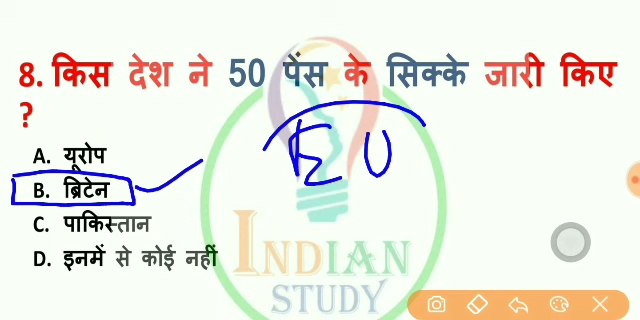 8. किस देश ने 50 पेंस के सिक्के जारी किए
?
EU
A. यूरोप
B. ब्रिटेन
C. पाकिस्तान
D. इनमें से कोई नहीं
INDIAN
STUDY